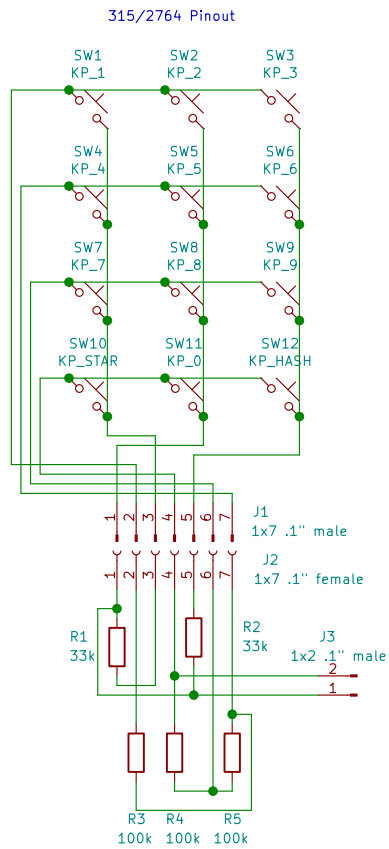 315/2764 Pinout
SW1 SW2 SW3
KP_1 KP_2 KP_3
SW4 SW5 SW6
KP_4 KP_5 KP_6
SW7 SW8 SW9
KP_7 KP_8 KP_9
SW10 SW11 SW12
KP_STAR KP_0 KP_HASH
1 2 3 4 5 6 7
J1
1x7 .1" male
J2
1x7 .1" female
1 2 3 4 5 6 7
R1
33k
R2
33k
J3
1x2 .1" male
2
1
R3 R4 R5
100k 100k 100k